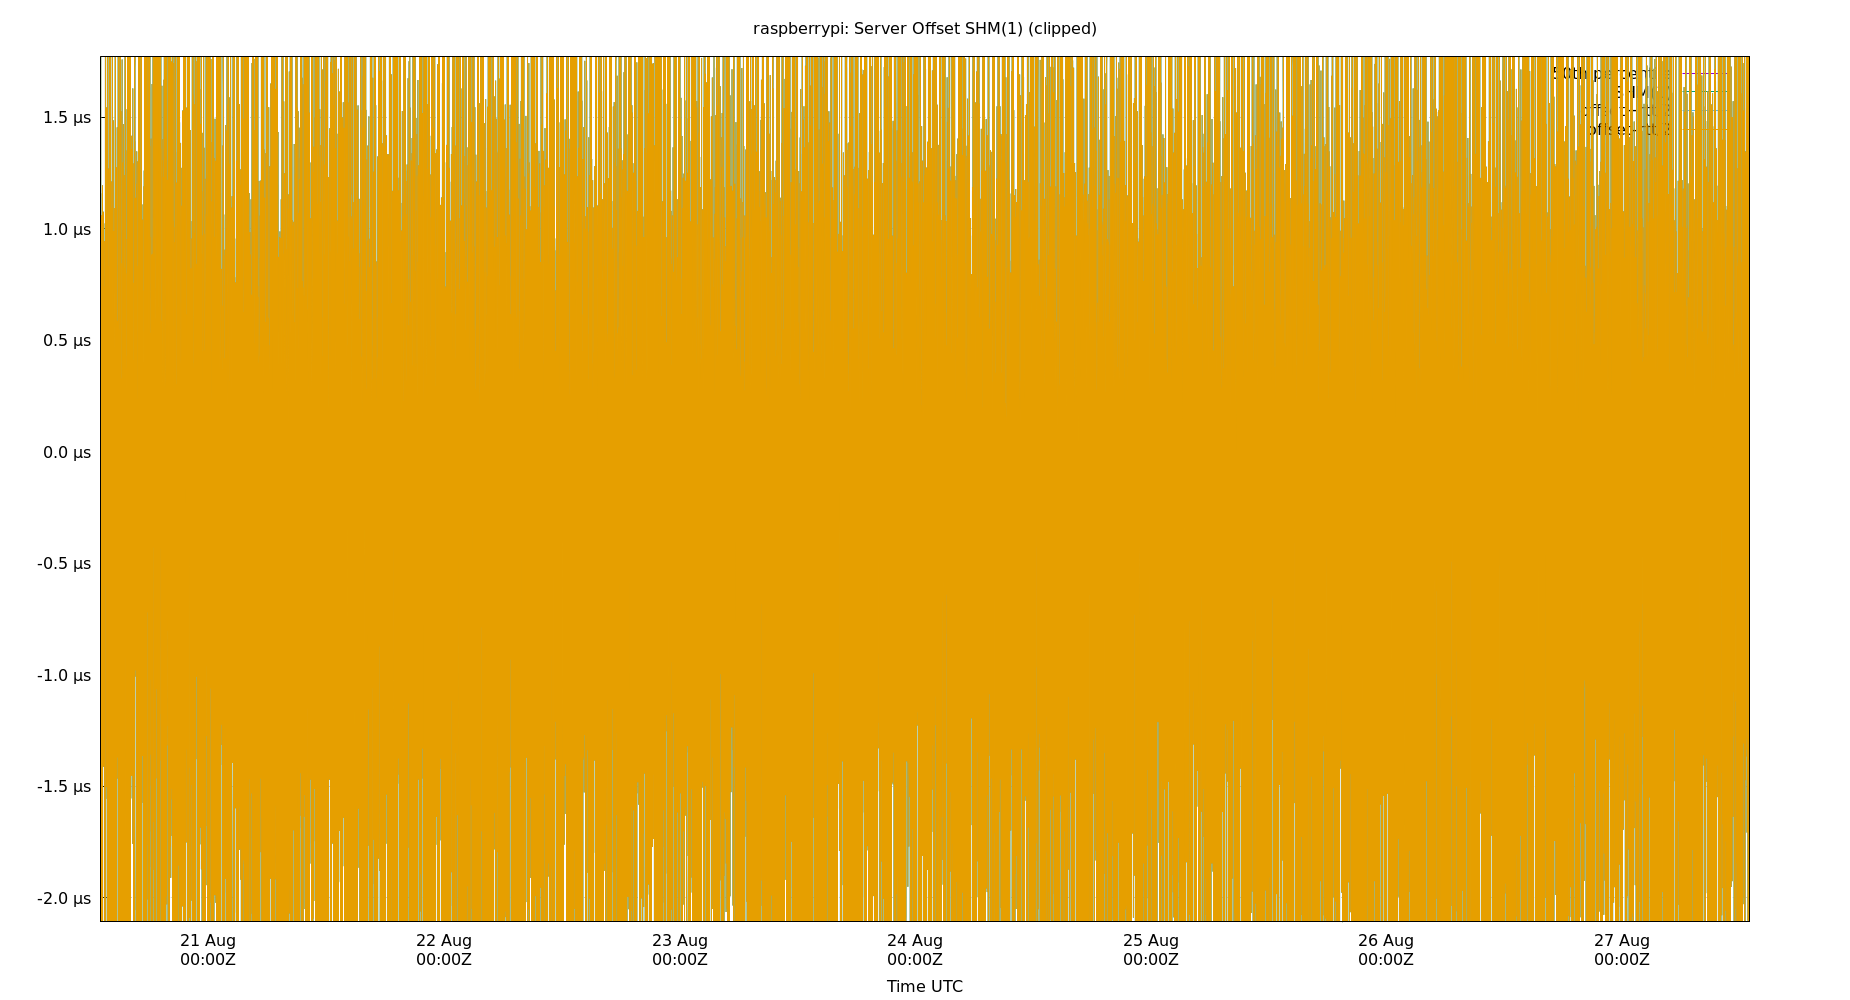 raspberrypi: Server Offset SHM(1) (clipped)
1.5 µs
1.0 µs
0.5 µs
0.0 µs
-0.5 µs
-1.0 µs
-1.5 µs
-2.0 µs
21 Aug 22 Aug 23 Aug 24 Aug 25 Aug 26 Aug 27 Aug
00:00Z 00:00Z 00:00Z 00:00Z 00:00Z 00:00Z 00:00Z
Time UTC